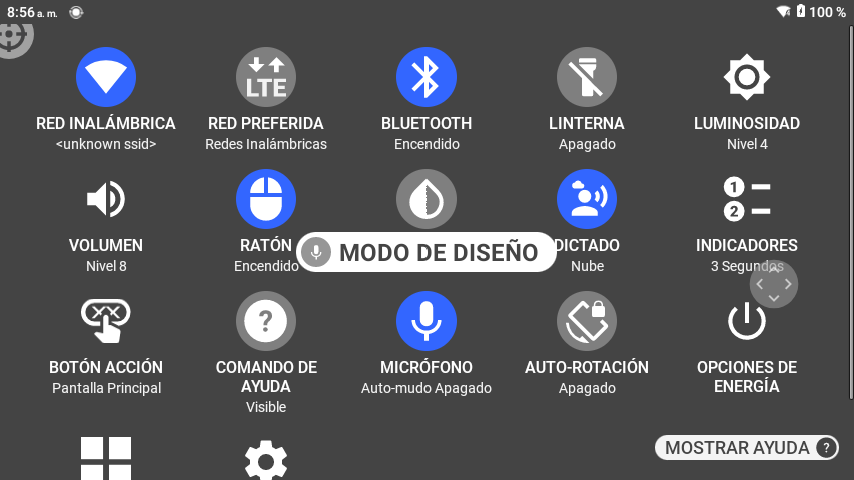 8:56 a. m.
100 %
LTE
RED INALÁMBRICA
RED PREFERIDA
BLUETOOTH
LINTERNA
LUMINOSIDAD
<unknown ssid>
Redes Inalámbricas
Encendido
Apagado
Nivel 4
1
2
VOLUMEN
RATÓN
DICTADO
INDICADORES
MODO DE DISEÑO
Nivel 8
Encendido
Nube
3 Segundos
XX
?
BOTÓN ACCIÓN
COMANDO DE
AYUDA
MICRÓFONO
AUTO-ROTACIÓN
OPCIONES DE
ENERGÍA
Pantalla Principal
Visible
Auto-mudo Apagado
Apagado
MOSTRAR AYUDA ?